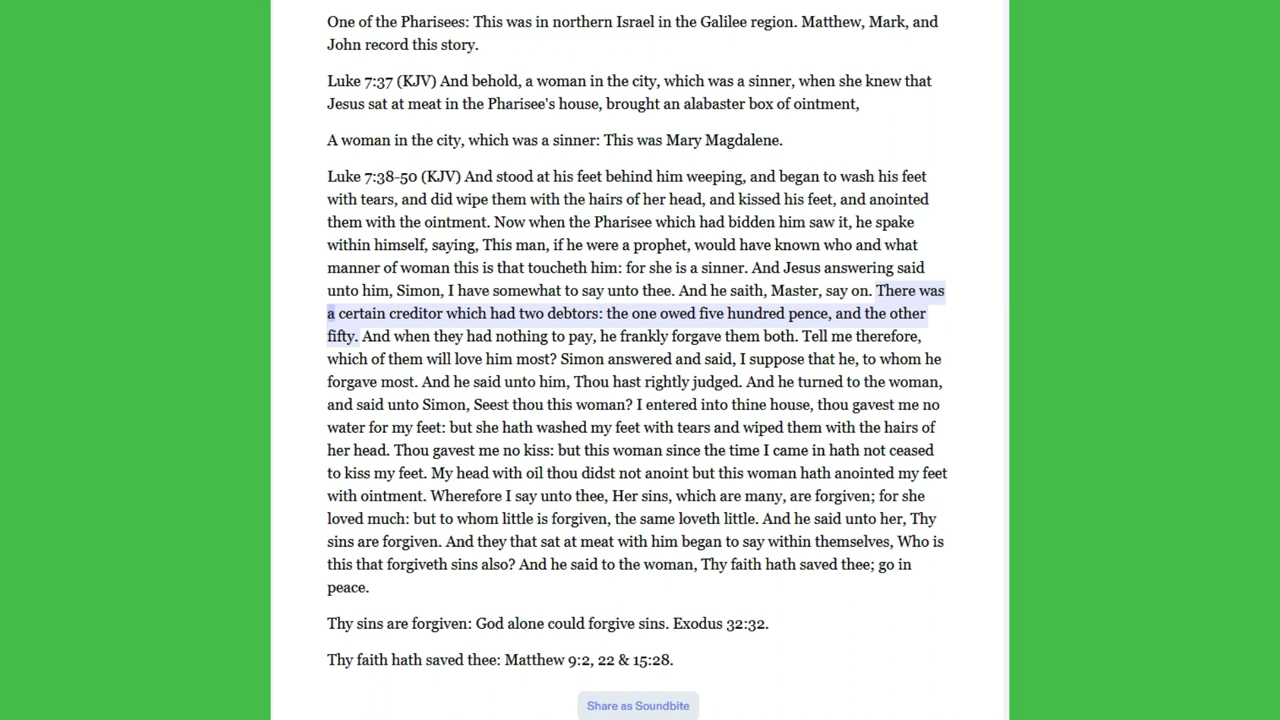 One of the Pharisees: This was in northern Israel in the Galilee region. Matthew, Mark, and
John record this story.
Luke 7:37 (KJV) And behold, a woman in the city, which was a sinner, when she knew that
Jesus sat at meat in the Pharisee's house, brought an alabaster box of ointment,
A woman in the city, which was a sinner: This was Mary Magdalene.
Luke 7:38-50 (KJV) And stood at his feet behind him weeping, and began to wash his feet
with tears, and did wipe them with the hairs of her head, and kissed his feet, and anointed
them with the ointment. Now when the Pharisee which had bidden him saw it, he spake
within himself, saying, This man, if he were a prophet, would have known who and what
manner of woman this is that toucheth him: for she is a sinner. And Jesus answering said
unto him, Simon, I have somewhat to say unto thee. And he saith, Master, say on. There was
a certain creditor which had two debtors: the one owed five hundred pence, and the other
fifty. And when they had nothing to pay, he frankly forgave them both. Tell me therefore,
which of them will love him most? Simon answered and said, I suppose that he, to whom he
forgave most. And he said unto him, Thou hast rightly judged. And he turned to the woman,
and said unto Simon, Seest thou this woman? I entered into thine house, thou gavest me no
water for my feet: but she hath washed my feet with tears and wiped them with the hairs of
her head. Thou gavest me no kiss: but this woman since the time I came in hath not ceased
to kiss my feet. My head with oil thou didst not anoint but this woman hath anointed my feet
with ointment. Wherefore I say unto thee, Her sins, which are many, are forgiven; for she
loved much: but to whom little is forgiven, the same loveth little. And he said unto her, Thy
sins are forgiven. And they that sat at meat with him began to say within themselves, Who is
this that forgiveth sins also? And he said to the woman, Thy faith hath saved thee; go in
peace.
Thy sins are forgiven: God alone could forgive sins. Exodus 32:32.
Thy faith hath saved thee: Matthew 9:2, 22 & 15:28.
Share as Soundbite